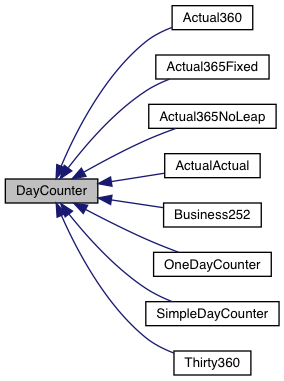 Actual360
Actual365Fixed
Actual365NoLeap
ActualActual
DayCounter
Business252
OneDayCounter
SimpleDayCounter
Thirty360